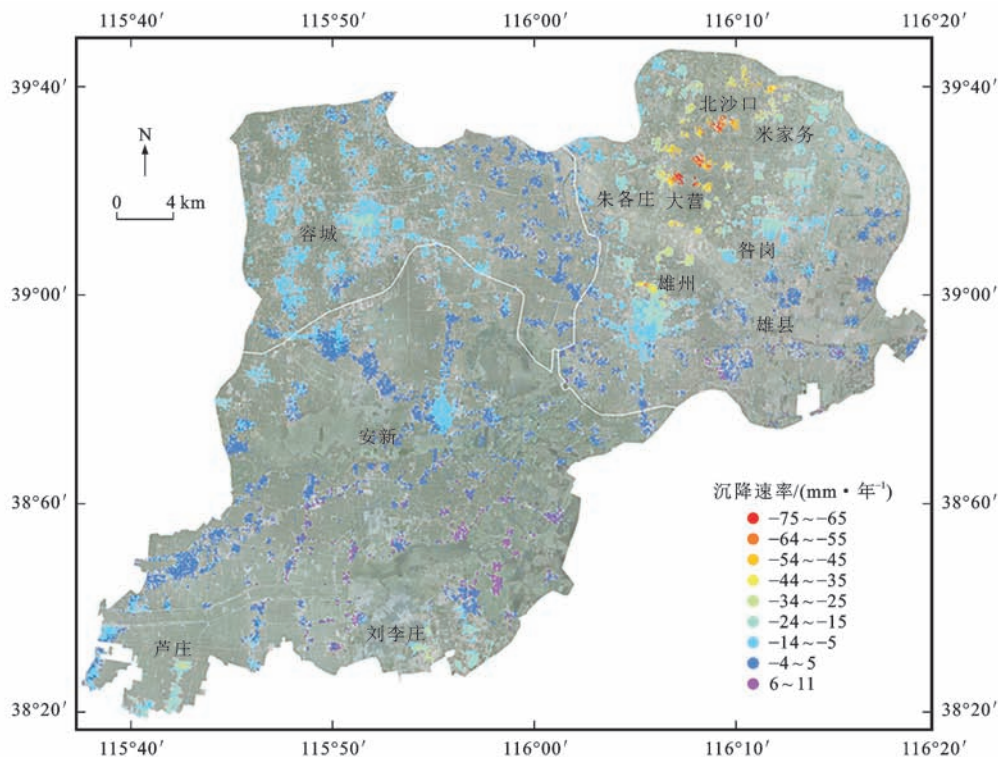 115°40′ 115°50′ 116°00′ 116°10′ 116°20′
39°40′ 39°40′
北沙口
米家务
N
0 4 km
朱各庄 大营
容城
昝岗
39°00′ 39°00′
雄州
雄县
安新
38°60′ 38°60′
沉降速率/(mm·年⁻¹)
−75～−65
−64～−55
−54～−45
−44～−35
−34～−25
−24～−15
−14～−5
−4～5
6～11
刘李庄
芦庄
38°20′ 38°20′
115°40′ 115°50′ 116°00′ 116°10′ 116°20′